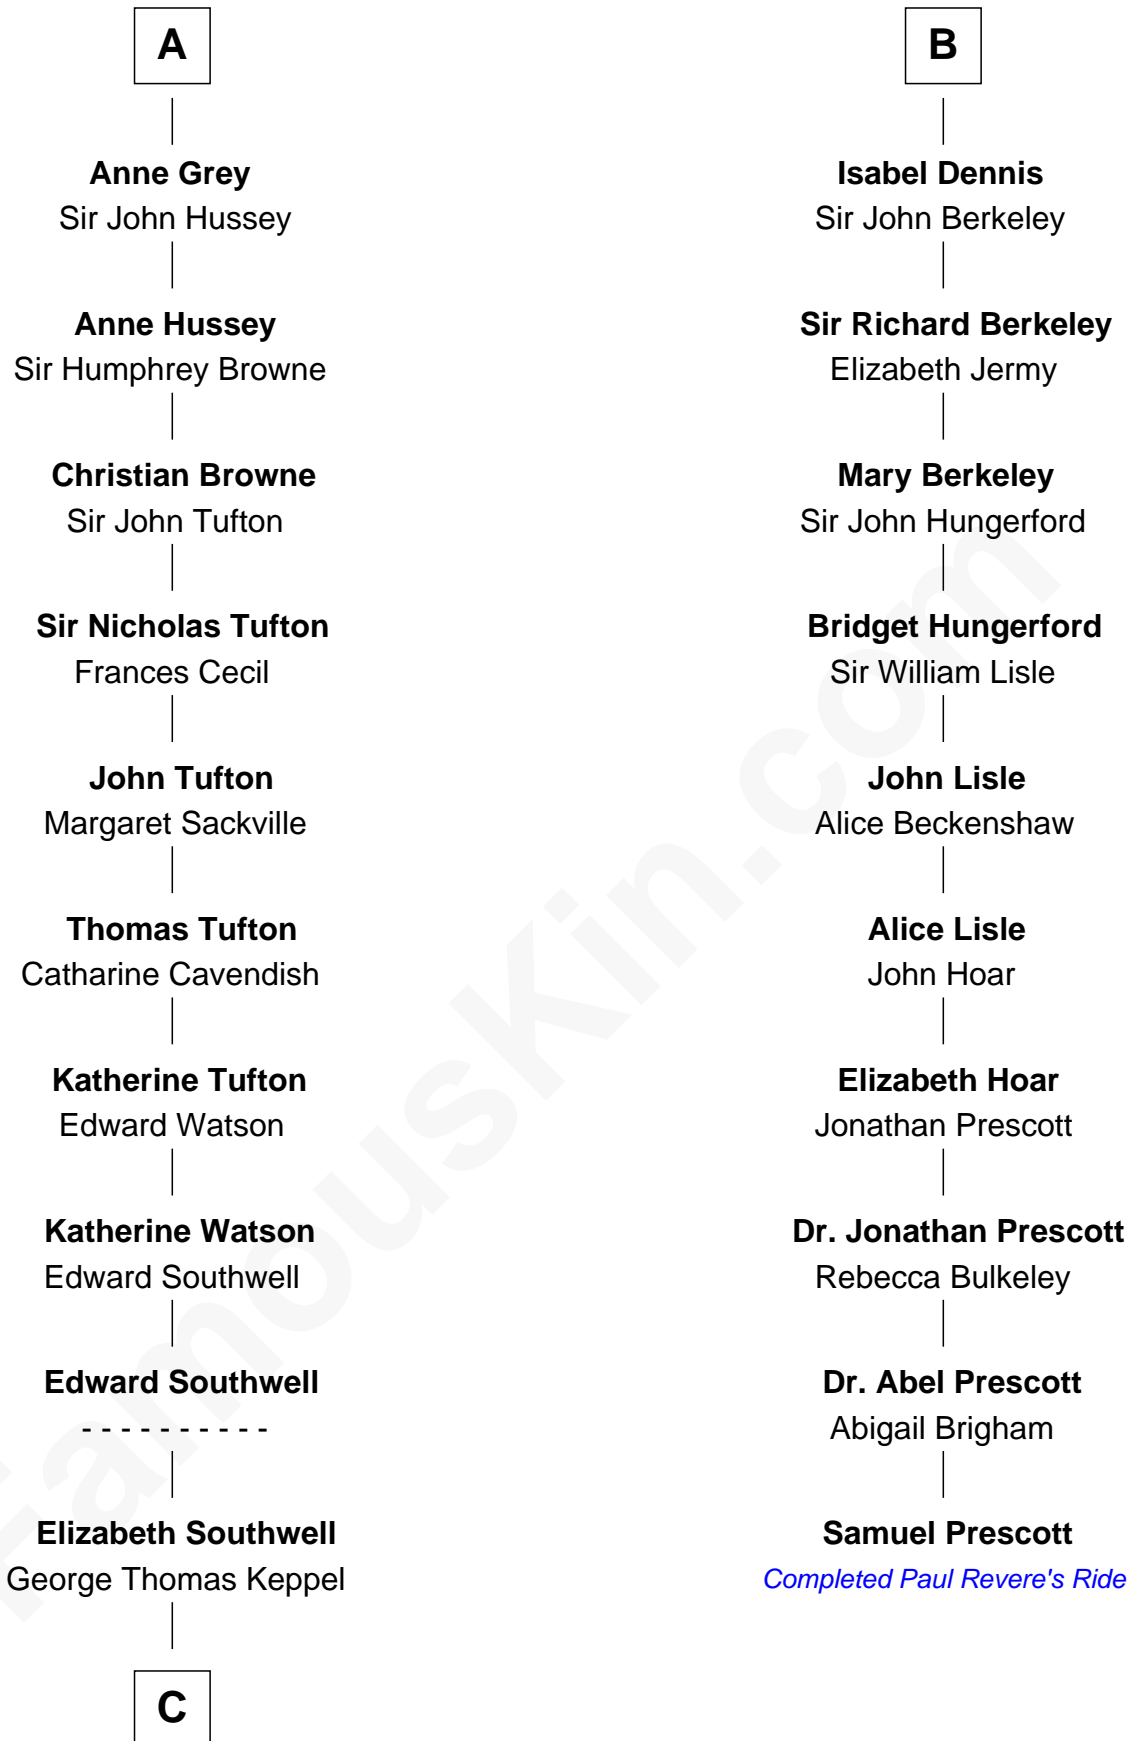 A
Anne Grey
Sir John Hussey
Anne Hussey
Sir Humphrey Browne
Christian Browne
Sir John Tufton
Sir Nicholas Tufton
Frances Cecil
John Tufton
Margaret Sackville
Thomas Tufton
Catharine Cavendish
Katherine Tufton
Edward Watson
Katherine Watson
Edward Southwell
Edward Southwell
- - - - - - - - - -
Elizabeth Southwell
George Thomas Keppel
C
B
Isabel Dennis
Sir John Berkeley
Sir Richard Berkeley
Elizabeth Jermy
Mary Berkeley
Sir John Hungerford
Bridget Hungerford
Sir William Lisle
John Lisle
Alice Beckenshaw
Alice Lisle
John Hoar
Elizabeth Hoar
Jonathan Prescott
Dr. Jonathan Prescott
Rebecca Bulkeley
Dr. Abel Prescott
Abigail Brigham
Samuel Prescott
Completed Paul Revere's Ride
FamousKin.com